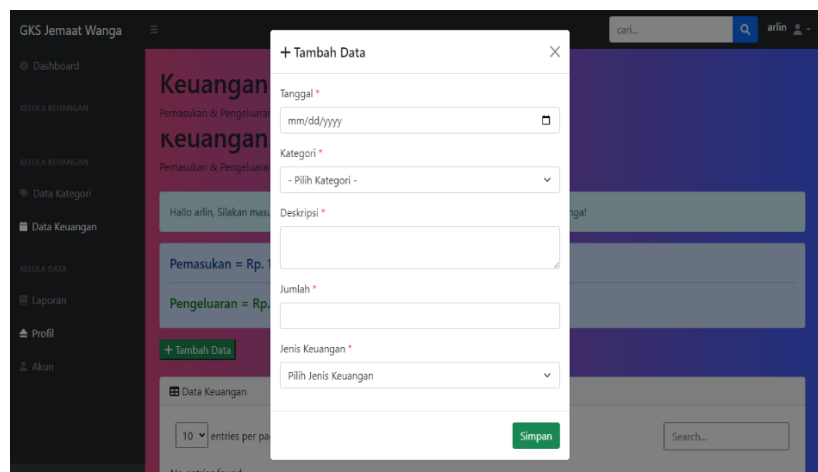 GKS Jemaat Wanga
cari...
arlin
Dashboard
KELOLA KEUANGAN
KELOLA KEUANGAN
Data Kategori
Data Keuangan
KELOLA DATA
Laporan
Profil
Akun
Keuangan
Pemasukan & Pengeluaran
Keuangan
Pemasukan & Pengeluaran
Hallo arlin, Silakan
Pemasukan = Rp.
Pengeluaran = Rp.
+ Tambah Data
Data Keuangan
10 entries per
Search...
No entries found
+ Tambah Data
Tanggal *
mm/dd/yyyy
Kategori *
- Pilih Kategori -
Deskripsi *
Jumlah *
Jenis Keuangan *
Pilih Jenis Keuangan
Simpan